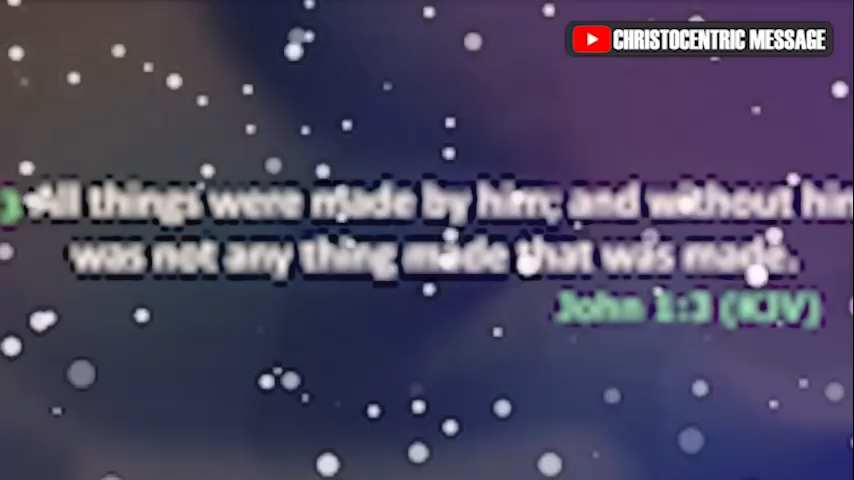 CHRISTOCENTRIC MESSAGE
3 All things were made by him; and without him
was not any thing made that was made.
John 1:3 (KJV)